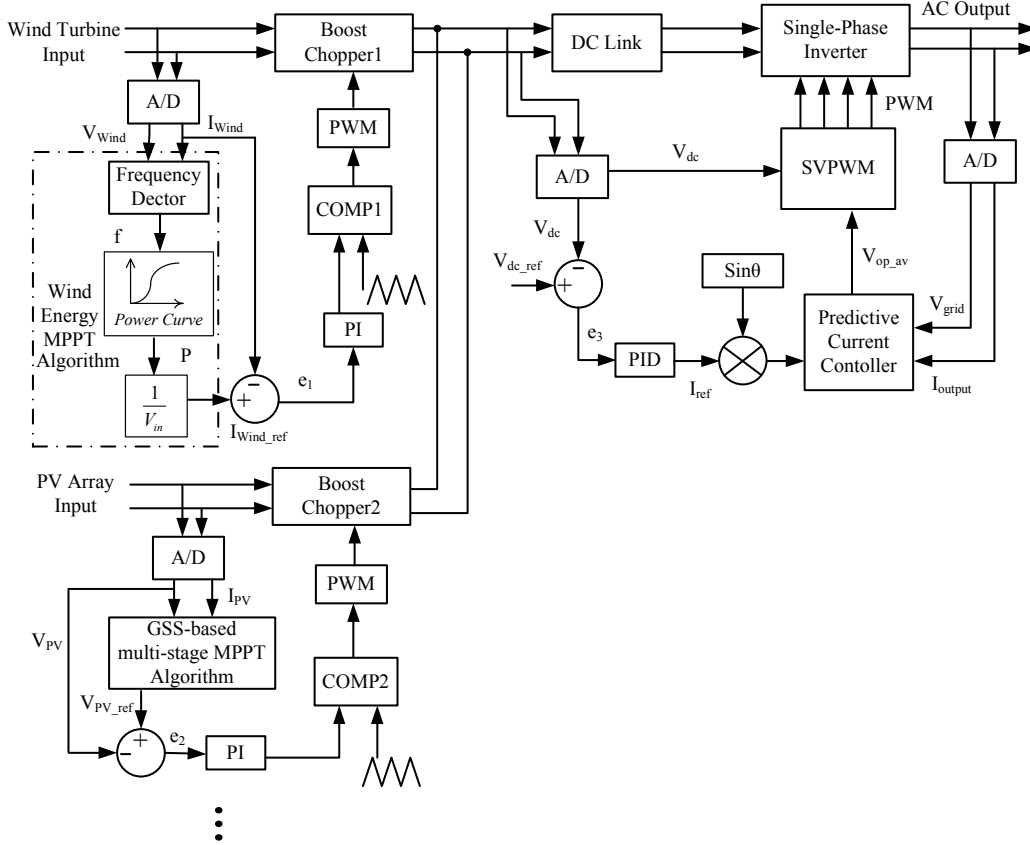 Wind Turbine
Input
Boost
Chopper1
DC Link
Single-Phase
Inverter
AC Output
A/D
V_Wind
I_Wind
PWM
PWM
Frequency
Dector
COMP1
A/D
V_dc
SVPWM
A/D
f
V_dc
V_dc_ref
−
+
Sinθ
V_op_av
Wind
Energy
MPPT
Algorithm
Power Curve
PI
e3
PID
I_ref
Predictive
Current
Contoller
V_grid
I_output
P
1
V_in
−
+
e1
I_Wind_ref
PV Array
Input
Boost
Chopper2
A/D
I_PV
PWM
V_PV
GSS-based
multi-stage MPPT
Algorithm
COMP2
V_PV_ref
+
−
e2
PI